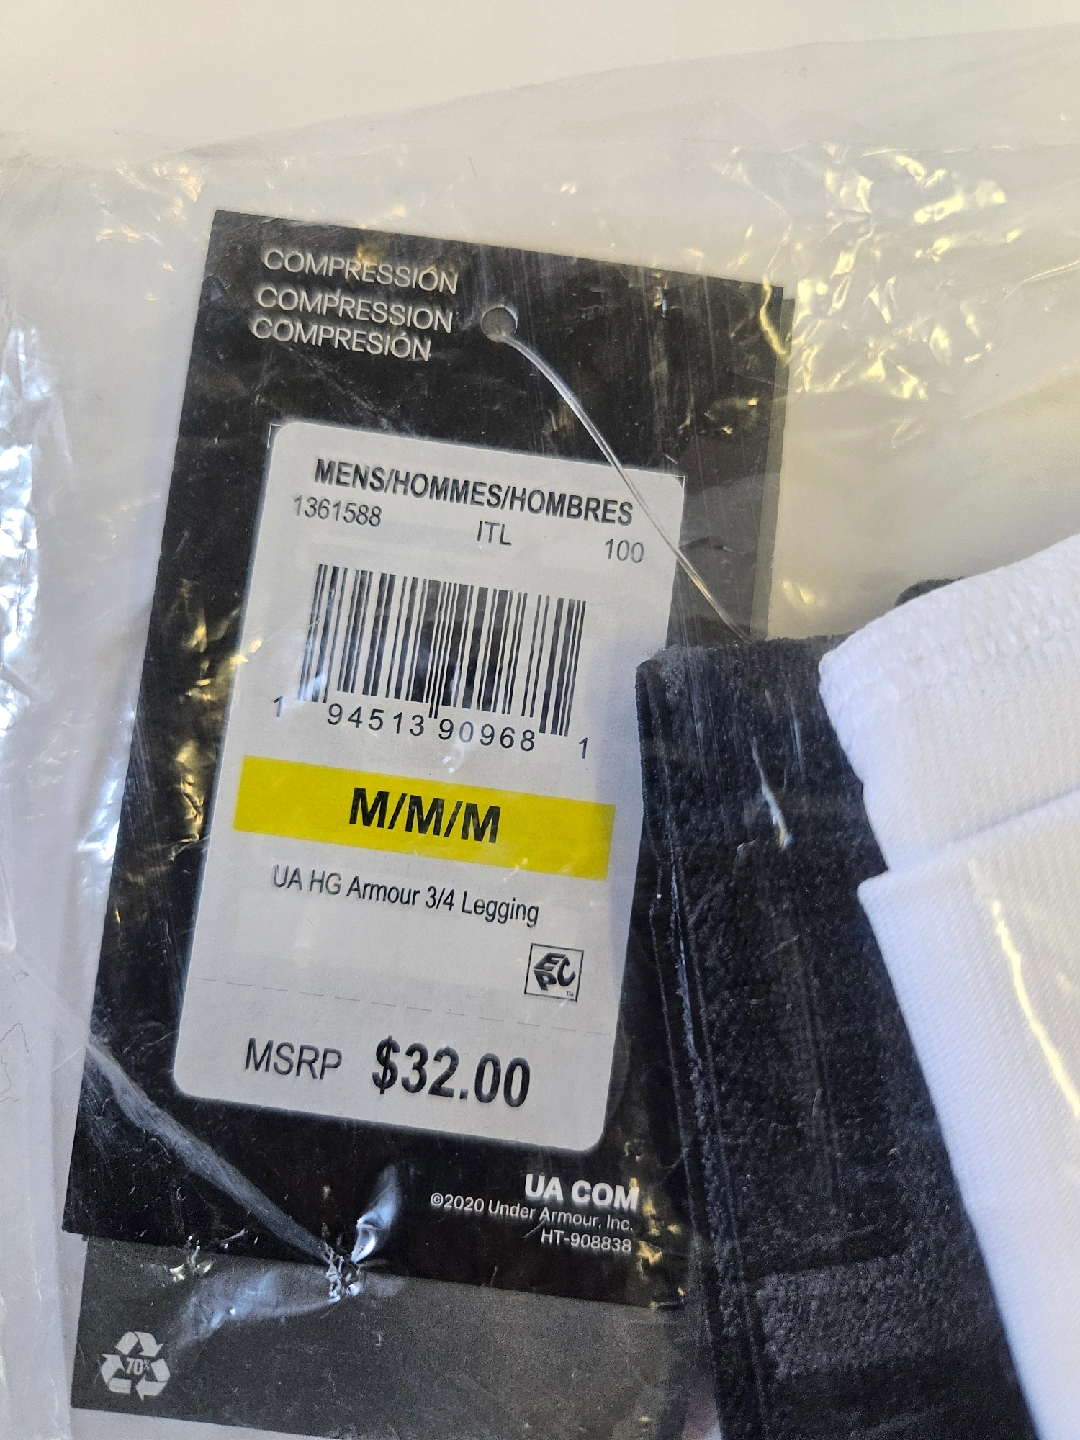 COMPRESSION
COMPRESSION
COMPRESIÓN
MENS/HOMMES/HOMBRES
1361588 ITL 100
1 94513 90968 1
M/M/M
UA HG Armour 3/4 Legging
EPC™
MSRP $32.00
UA COM
©2020 Under Armour, Inc.
HT-908838
70%